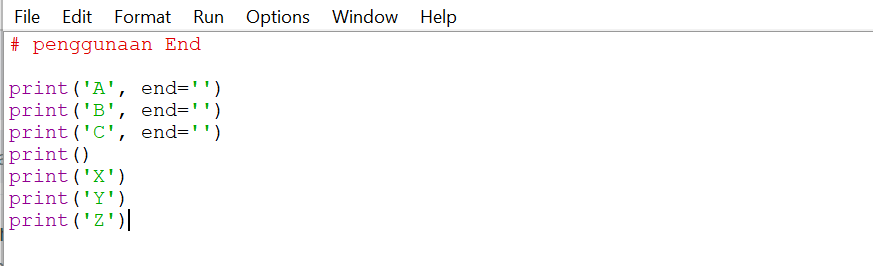 File Edit Format Run Options Window Help
# penggunaan End
print('A', end='')
print('B', end='')
print('C', end='')
print()
print('X')
print('Y')
print('Z')